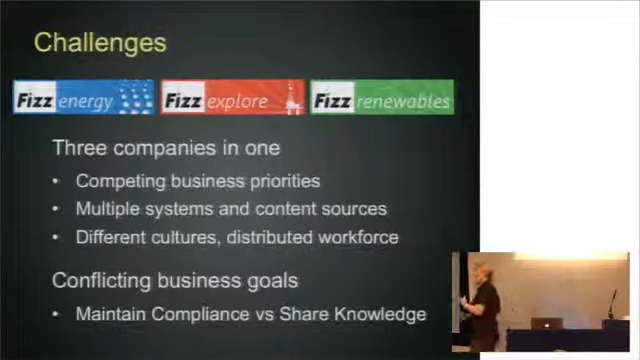 Challenges
Fizz energy Fizz explore Fizz renewables
Three companies in one
• Competing business priorities
• Multiple systems and content sources
• Different cultures, distributed workforce
Conflicting business goals
• Maintain Compliance vs Share Knowledge